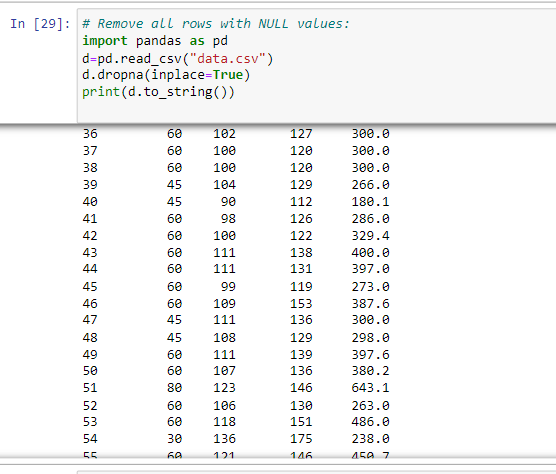 In [29]: # Remove all rows with NULL values:
import pandas as pd
d=pd.read_csv("data.csv")
d.dropna(inplace=True)
print(d.to_string())
36 60 102 127 300.0
37 60 100 120 300.0
38 60 100 120 300.0
39 45 104 129 266.0
40 45 90 112 180.1
41 60 98 126 286.0
42 60 100 122 329.4
43 60 111 138 400.0
44 60 111 131 397.0
45 60 99 119 273.0
46 60 109 153 387.6
47 45 111 136 300.0
48 45 108 129 298.0
49 60 111 139 397.6
50 60 107 136 380.2
51 80 123 146 643.1
52 60 106 130 263.0
53 60 118 151 486.0
54 30 136 175 238.0
55 60 121 146 450.7